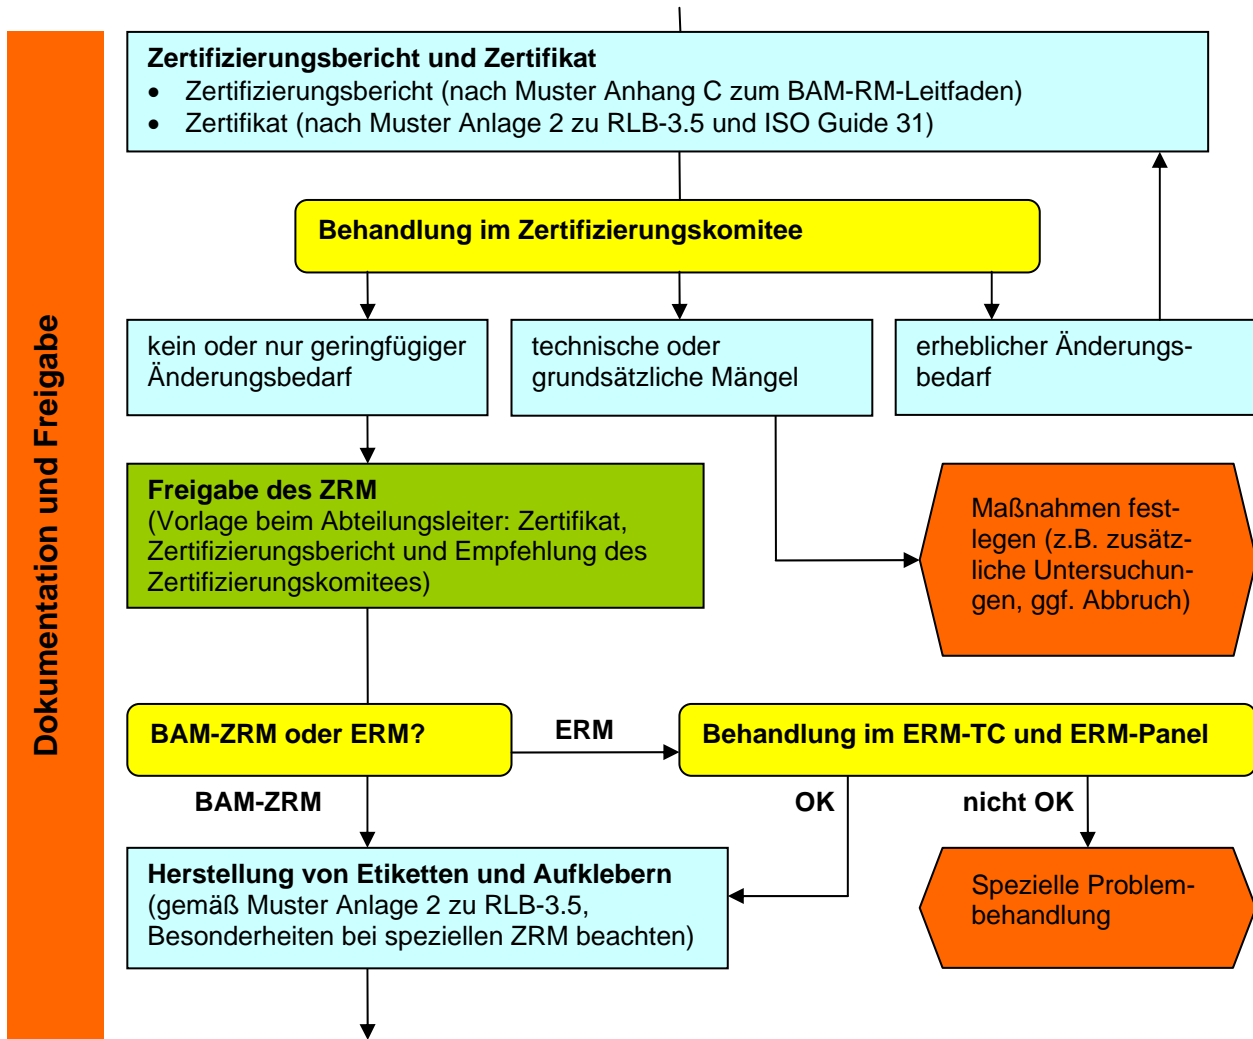 Dokumentation und Freigabe
Zertifizierungsbericht und Zertifikat
• Zertifizierungsbericht (nach Muster Anhang C zum BAM-RM-Leitfaden)
• Zertifikat (nach Muster Anlage 2 zu RLB-3.5 und ISO Guide 31)
Behandlung im Zertifizierungskomitee
kein oder nur geringfügiger
Änderungsbedarf
technische oder
grundsätzliche Mängel
erheblicher Änderungs-
bedarf
Freigabe des ZRM
(Vorlage beim Abteilungsleiter: Zertifikat,
Zertifizierungsbericht und Empfehlung des
Zertifizierungskomitees)
Maßnahmen fest-
legen (z.B. zusätz-
liche Untersuchun-
gen, ggf. Abbruch)
BAM-ZRM oder ERM?
ERM
Behandlung im ERM-TC und ERM-Panel
BAM-ZRM
OK
nicht OK
Herstellung von Etiketten und Aufklebern
(gemäß Muster Anlage 2 zu RLB-3.5,
Besonderheiten bei speziellen ZRM beachten)
Spezielle Problem-
behandlung